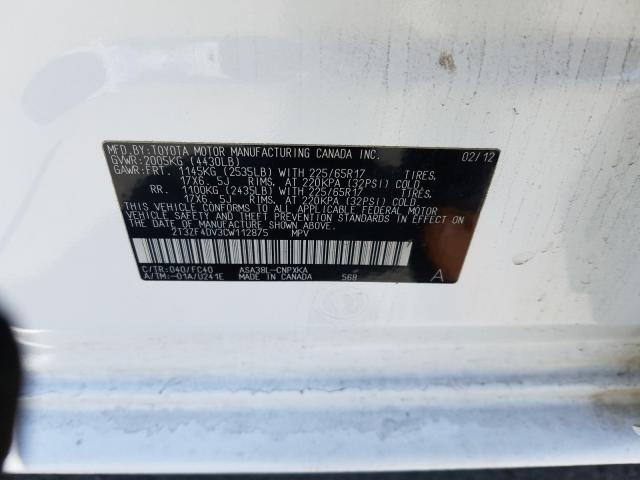 MFD.BY:TOYOTA MOTOR MANUFACTURING CANADA INC. 02/12
GVWR:2005KG (4430LB)
GAWR:FRT. 1145KG (2535LB) WITH 225/65R17 TIRES,
17X6.5J RIMS, AT 220KPA (32PSI) COLD
RR. 1100KG (2435LB) WITH 225/65R17 TIRES,
17X6.5J RIMS, AT 220KPA (32PSI) COLD
THIS VEHICLE CONFORMS TO ALL APPLICABLE FEDERAL MOTOR
VEHICLE SAFETY AND THEFT PREVENTION STANDARDS IN EFFECT
ON THE DATE OF MANUFACTURE SHOWN ABOVE.
2T3ZF4DV3CW112875 MPV
C/TR:040/FC40 ASA38L-CNPXKA
A/TM:-01A/U241E MADE IN CANADA 568 A